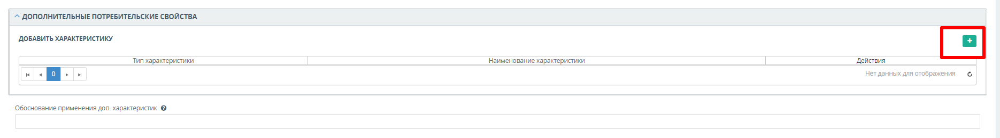 ДОПОЛНИТЕЛЬНЫЕ ПОТРЕБИТЕЛЬСКИЕ СВОЙСТВА
ДОБАВИТЬ ХАРАКТЕРИСТИКУ
Тип характеристики Наименование характеристики Действия
0 Нет данных для отображения
Обоснование применения доп. характеристик